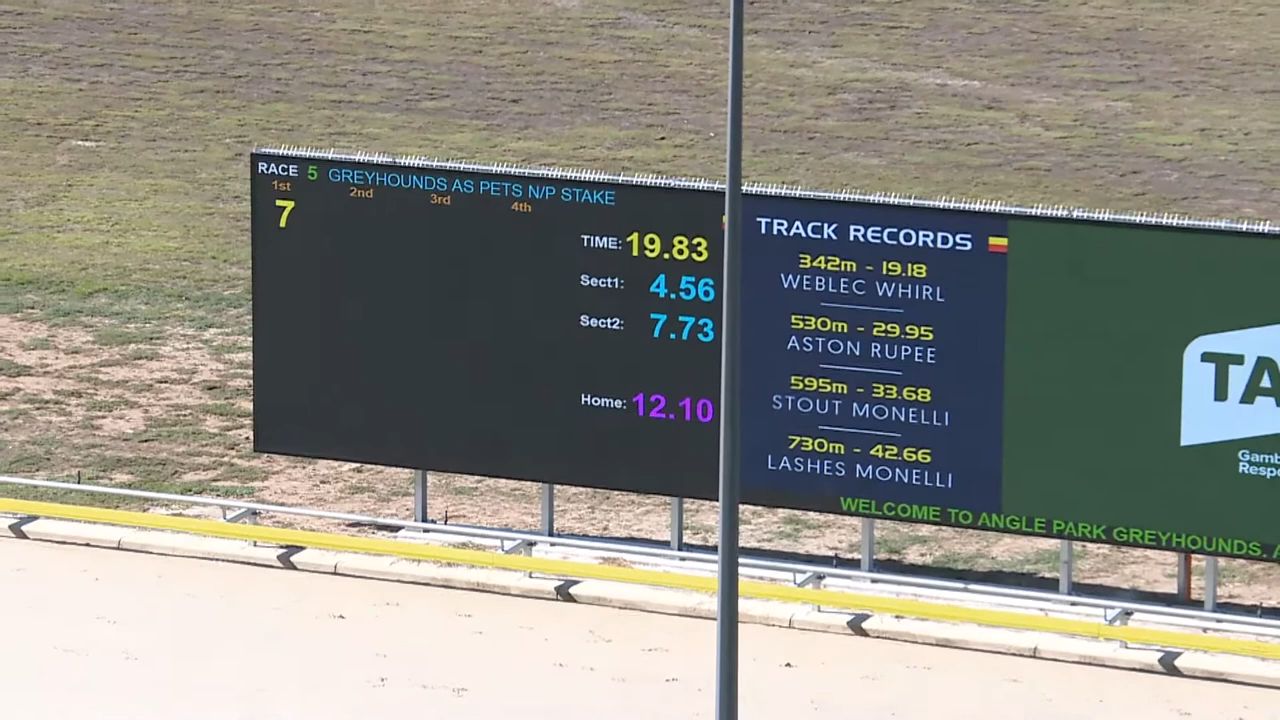 RACE 5 GREYHOUNDS AS PETS N/P STAKE
1st 2nd 3rd 4th
7
TIME: 19.83
Sect1: 4.56
Sect2: 7.73
Home: 12.10
TRACK RECORDS
342m - 19.18
WEBLEC WHIRL
530m - 29.95
ASTON RUPEE
595m - 33.68
STOUT MONELLI
730m - 42.66
LASHES MONELLI
WELCOME TO ANGLE PARK GREYHOUNDS.
TA
Gamb
Respo